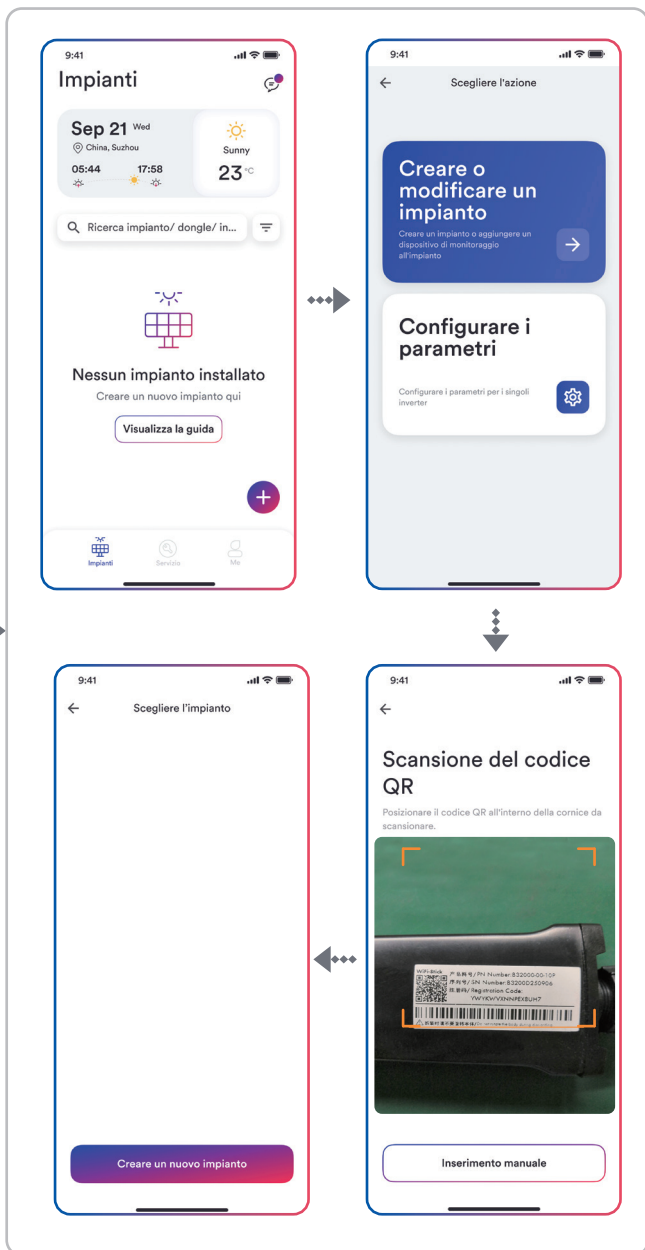 9:41
Impianti
Sep 21 Wed
China, Suzhou
05:44 17:58
Sunny
23 °C
Ricerca impianto/ dongle/ in...
Nessun impianto installato
Creare un nuovo impianto qui
Visualizza la guida
Impianti
Servizio
Me
9:41
Scegliere l'azione
Creare o
modificare un
impianto
Creare un impianto o aggiungere un
dispositivo di monitoraggio
all'impianto
Configurare i
parametri
Configurare i parametri per i singoli
inverter
9:41
Scansione del codice
QR
Posizionare il codice QR all'interno della cornice da
scansionare.
WiFi-Stick
产品编号/PN Number:B32000-00-10F
序列号/SN Number:B3200D250906
注册码/Registration Code:
YWYKWVXNNPEXBUH7
Inserimento manuale
9:41
Scegliere l'impianto
Creare un nuovo impianto